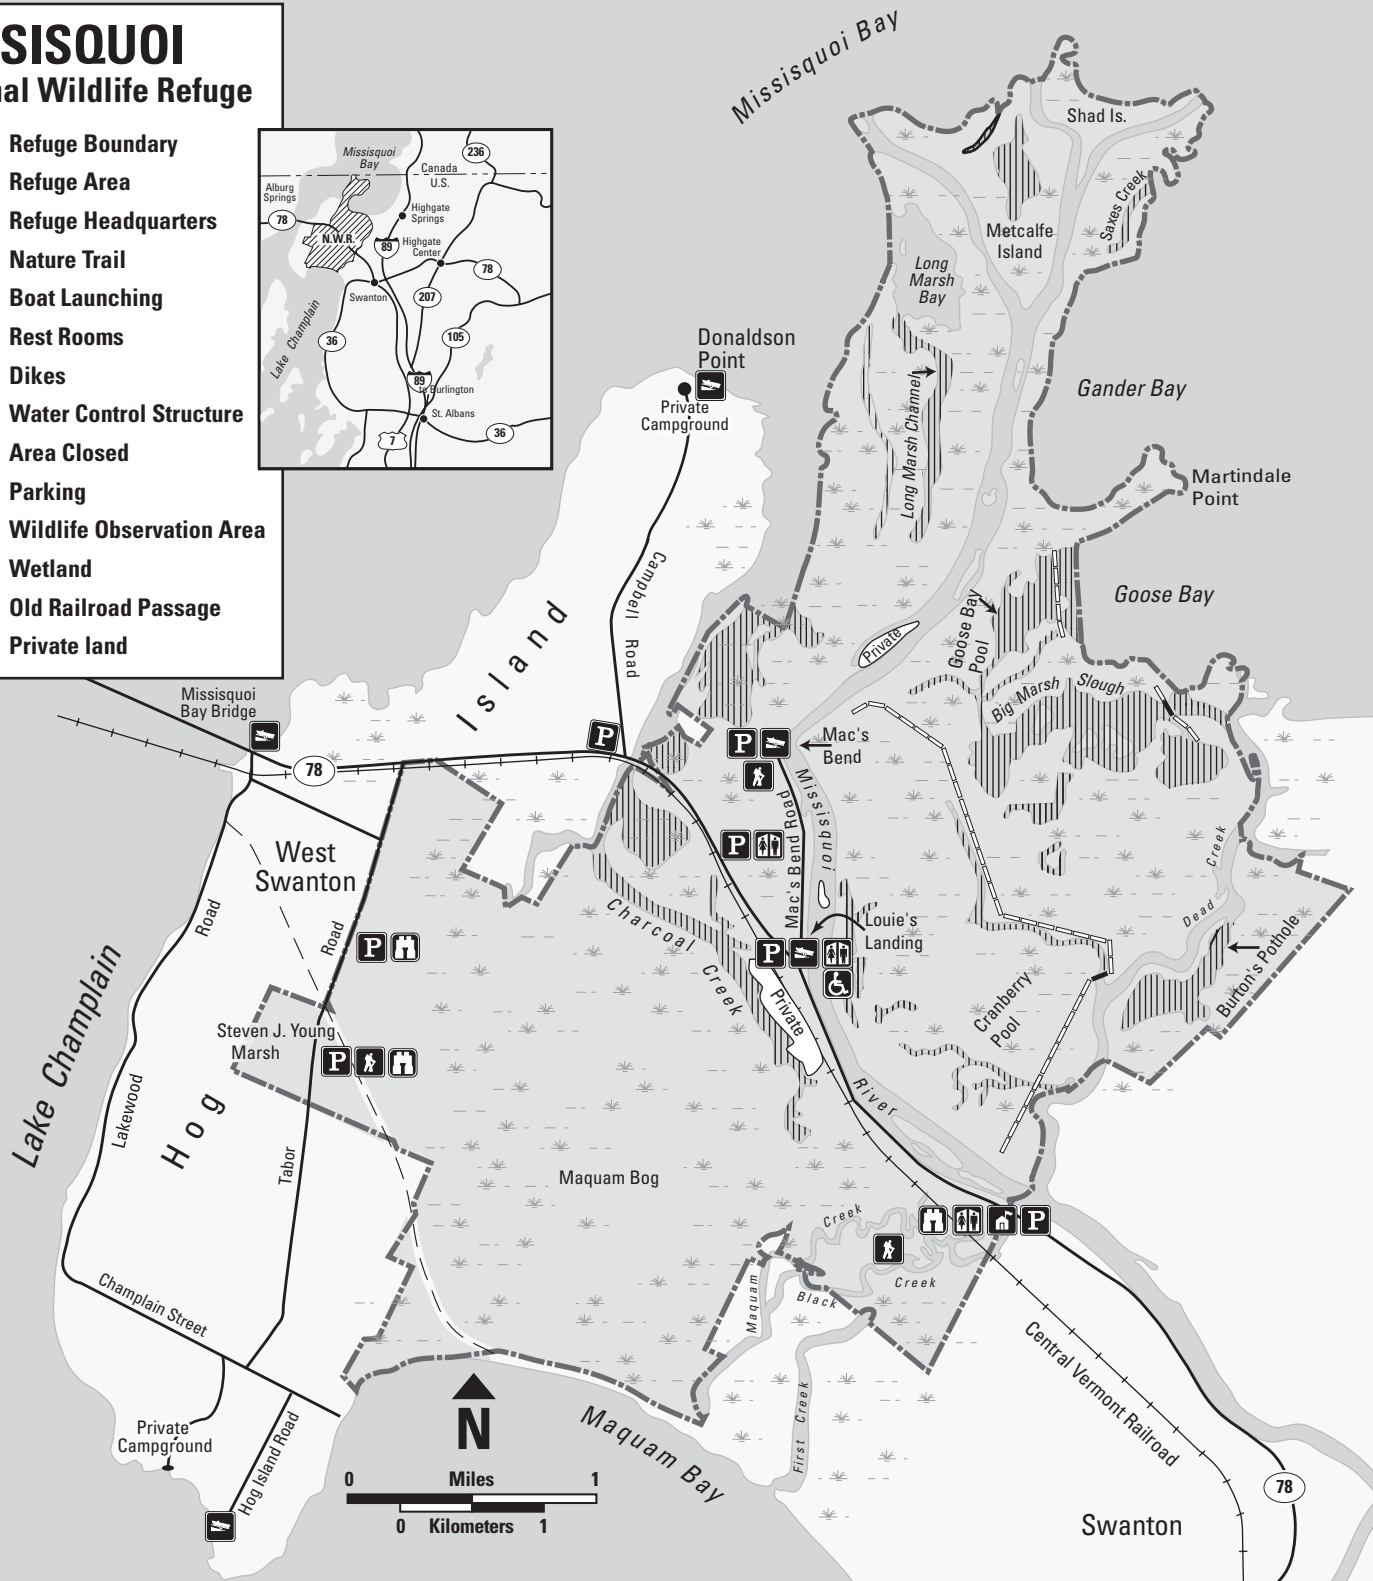 SISQUOI
al Wildlife Refuge
Refuge Boundary
Refuge Area
Refuge Headquarters
Nature Trail
Boat Launching
Rest Rooms
Dikes
Water Control Structure
Area Closed
Parking
Wildlife Observation Area
Wetland
Old Railroad Passage
Private land
Missisquoi
Bay
236
Canada
U.S.
Alburg
Springs
78
Highgate
Springs
N.W.R.
89
Highgate
Center
78
Swanton
207
Lake Champlain
36
105
89
to Burlington
St. Albans
7
36
Missisquoi Bay
Shad Is.
Saxes Creek
Metcalfe
Island
Long
Marsh
Bay
Donaldson
Point
Private
Campground
Long Marsh Channel
Gander Bay
Martindale
Point
Campbell Road
Goose Bay
Goose Bay
Pool
Private
Island
Big Marsh Slough
Missisquoi
Bay Bridge
78
P
P
Mac's
Bend
Missisquoi
Mac's Bend Road
P
West
Swanton
Road
Road
P
Charcoal
Creek
Louie's
Landing
P
Private
Dead Creek
Burton's Pothole
Cranberry
Pool
Lake Champlain
Steven J. Young
Marsh
P
Lakewood
Hog
Tabor
River
Maquam Bog
Creek
P
Creek
Maquam
Black
Champlain Street
Central Vermont Railroad
N
Private
Campground
Hog Island Road
Maquam Bay
First Creek
0 Miles 1
0 Kilometers 1
78
Swanton